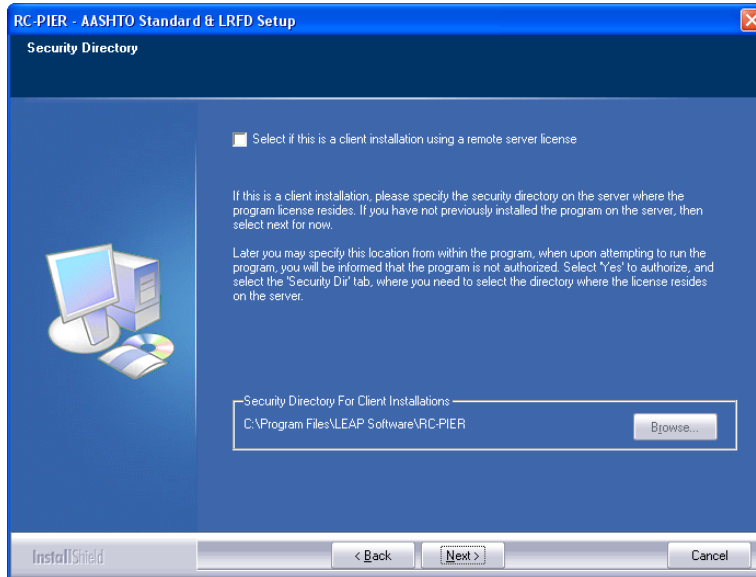 RC-PIER - AASHTO Standard & LRFD Setup
Security Directory
Select if this is a client installation using a remote server license
If this is a client installation, please specify the security directory on the server where the
program license resides. If you have not previously installed the program on the server, then
select next for now.
Later you may specify this location from within the program, when upon attempting to run the
program, you will be informed that the program is not authorized. Select 'Yes' to authorize, and
select the 'Security Dir' tab, where you need to select the directory where the license resides
on the server.
Security Directory For Client Installations
C:\Program Files\LEAP Software\RC-PIER
Browse...
InstallShield
< Back
Next >
Cancel